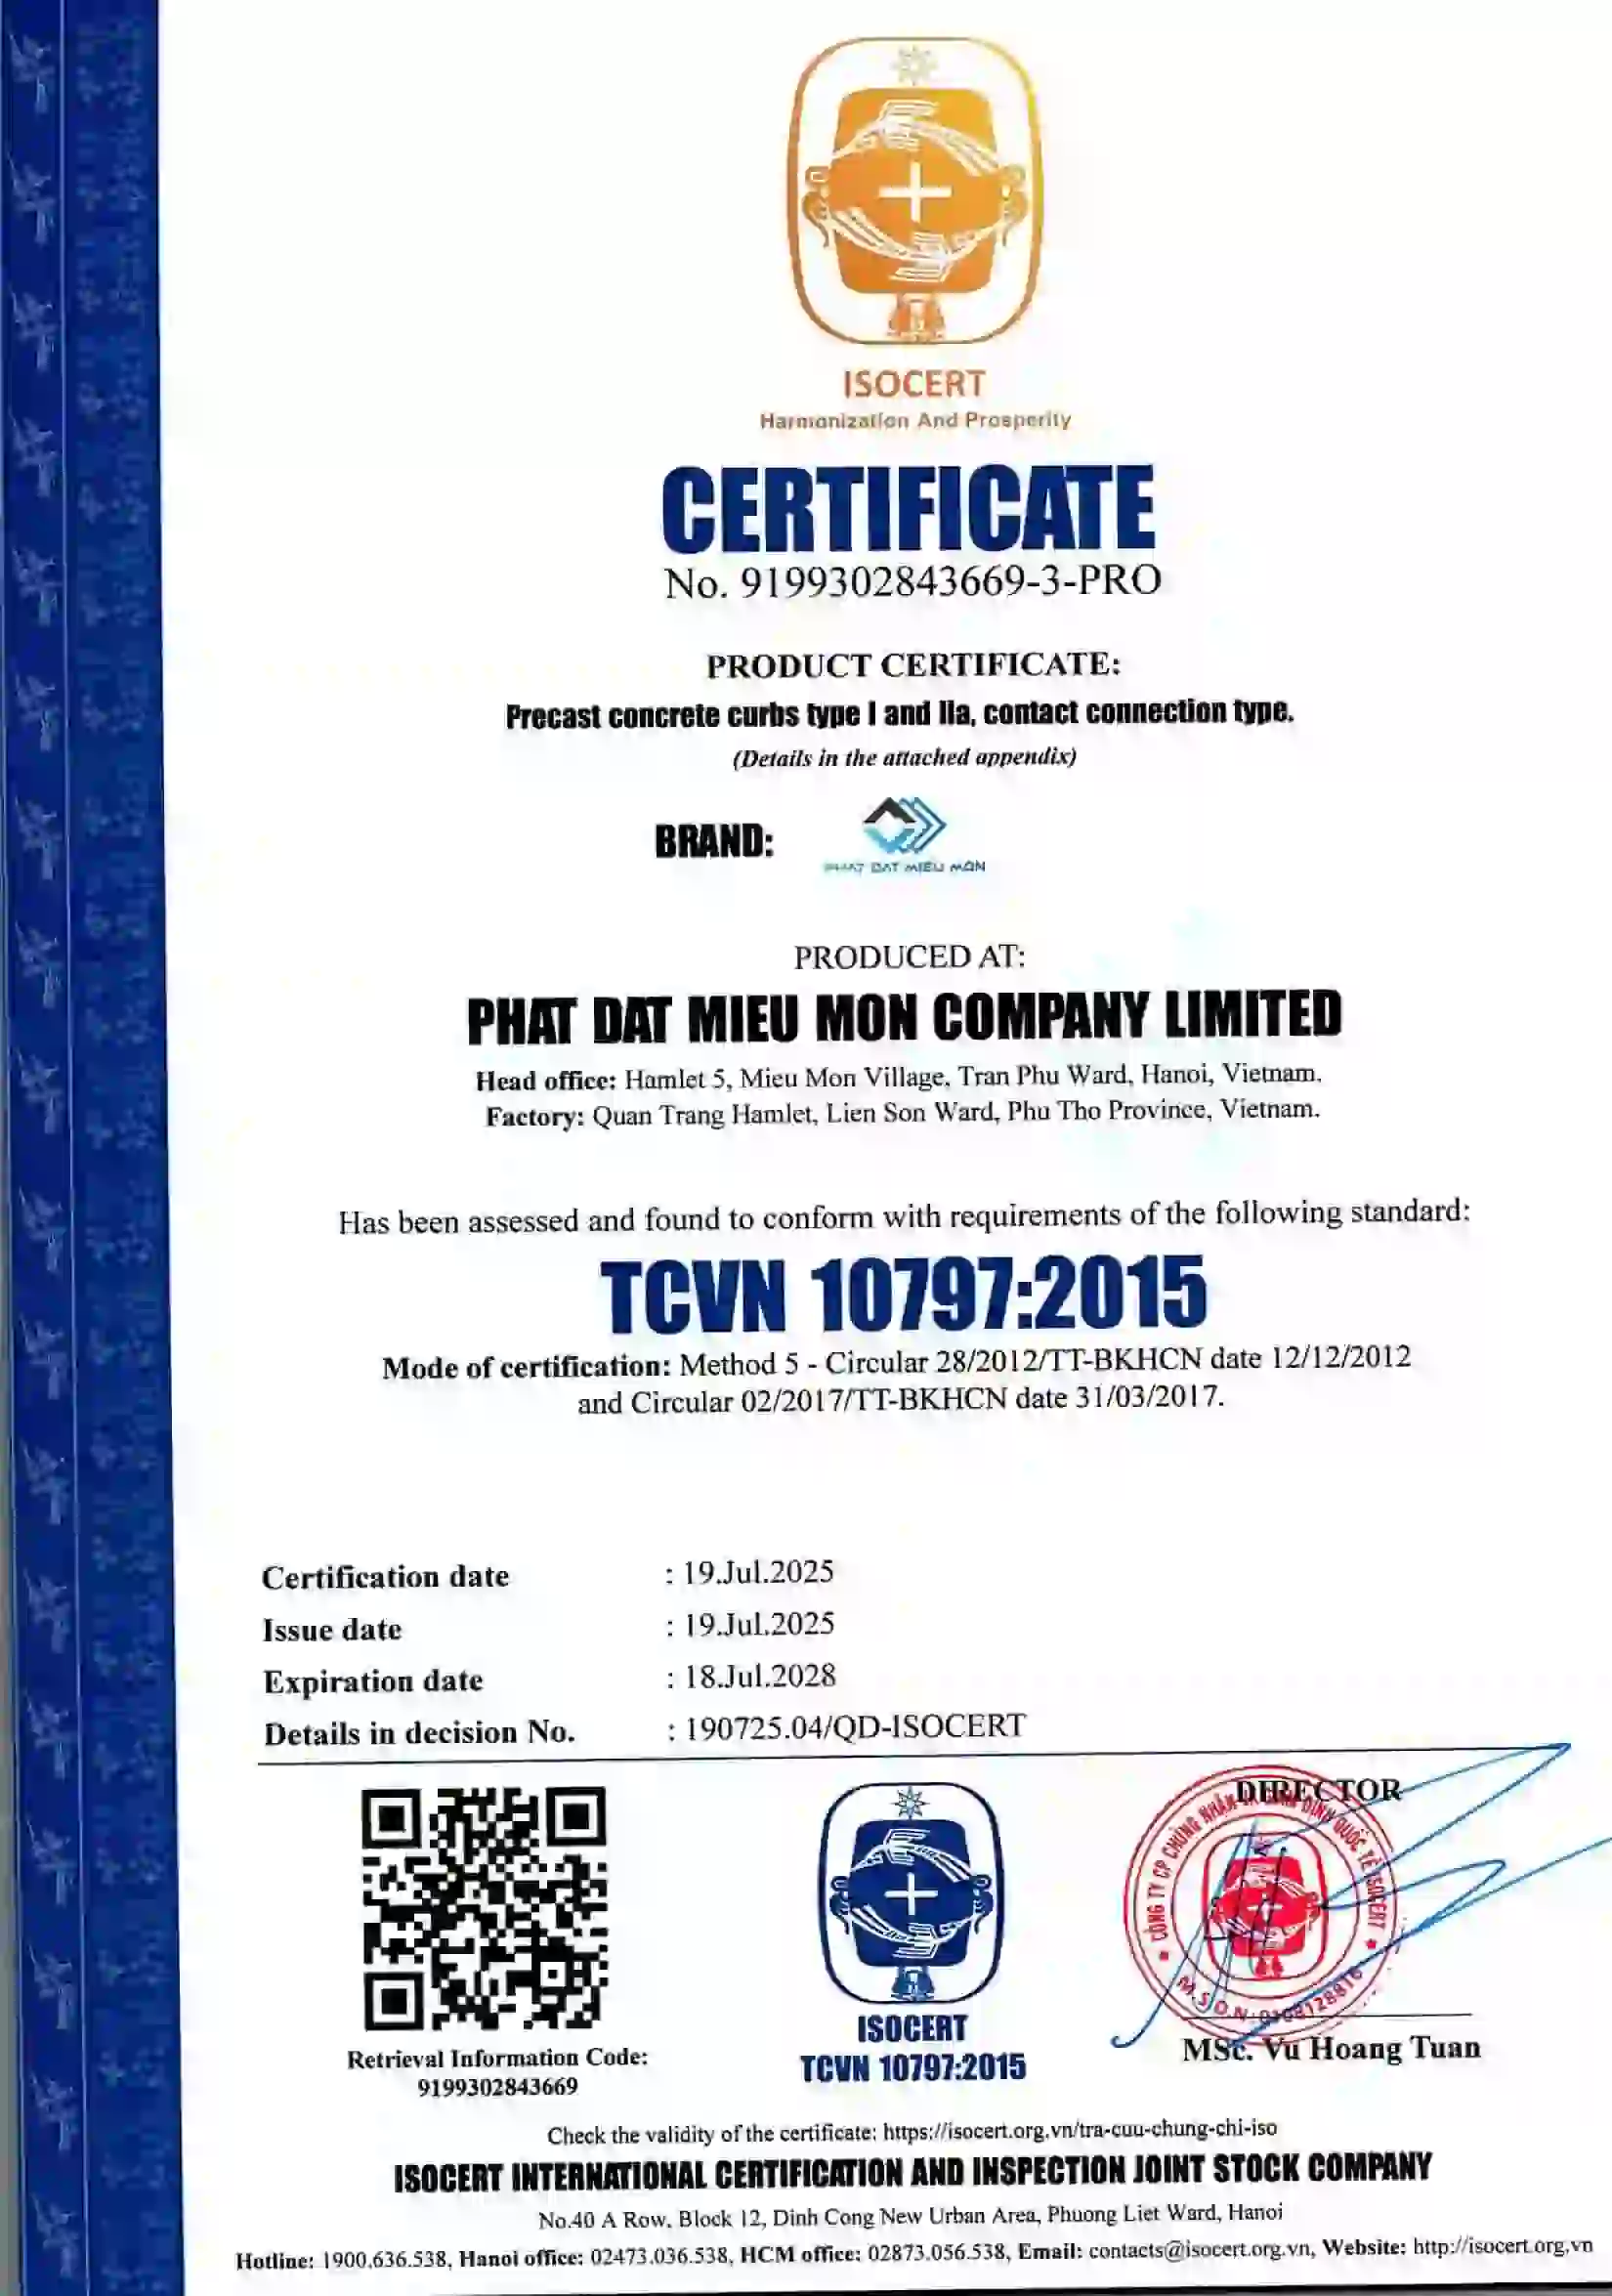 ISOCERT
Harmonization And Prosperity
CERTIFICATE
No. 9199302843669-3-PRO
PRODUCT CERTIFICATE:
Precast concrete curbs type I and IIa, contact connection type.
(Details in the attached appendix)
BRAND:
PHAT DAT MIEU MON
PRODUCED AT:
PHAT DAT MIEU MON COMPANY LIMITED
Head office: Hamlet 5, Mieu Mon Village, Tran Phu Ward, Hanoi, Vietnam.
Factory: Quan Trang Hamlet, Lien Son Ward, Phu Tho Province, Vietnam.
Has been assessed and found to conform with requirements of the following standard:
TCVN 10797:2015
Mode of certification: Method 5 - Circular 28/2012/TT-BKHCN date 12/12/2012
and Circular 02/2017/TT-BKHCN date 31/03/2017.
Certification date : 19.Jul.2025
Issue date : 19.Jul.2025
Expiration date : 18.Jul.2028
Details in decision No. : 190725.04/QD-ISOCERT
DIRECTOR
CÔNG TY CP CHỨNG NHẬN ĐỊNH QUỐC TẾ ISOCERT
M.S.D.N:
ISOCERT
TCVN 10797:2015
MSc. Vu Hoang Tuan
Retrieval Information Code:
9199302843669
Check the validity of the certificate: https://isocert.org.vn/tra-cuu-chung-chi-iso
ISOCERT INTERNATIONAL CERTIFICATION AND INSPECTION JOINT STOCK COMPANY
No.40 A Row, Block 12, Dinh Cong New Urban Area, Phuong Liet Ward, Hanoi
Hotline: 1900.636.538, Hanoi office: 02473.036.538, HCM office: 02873.056.538, Email: contacts@isocert.org.vn, Website: http://isocert.org.vn